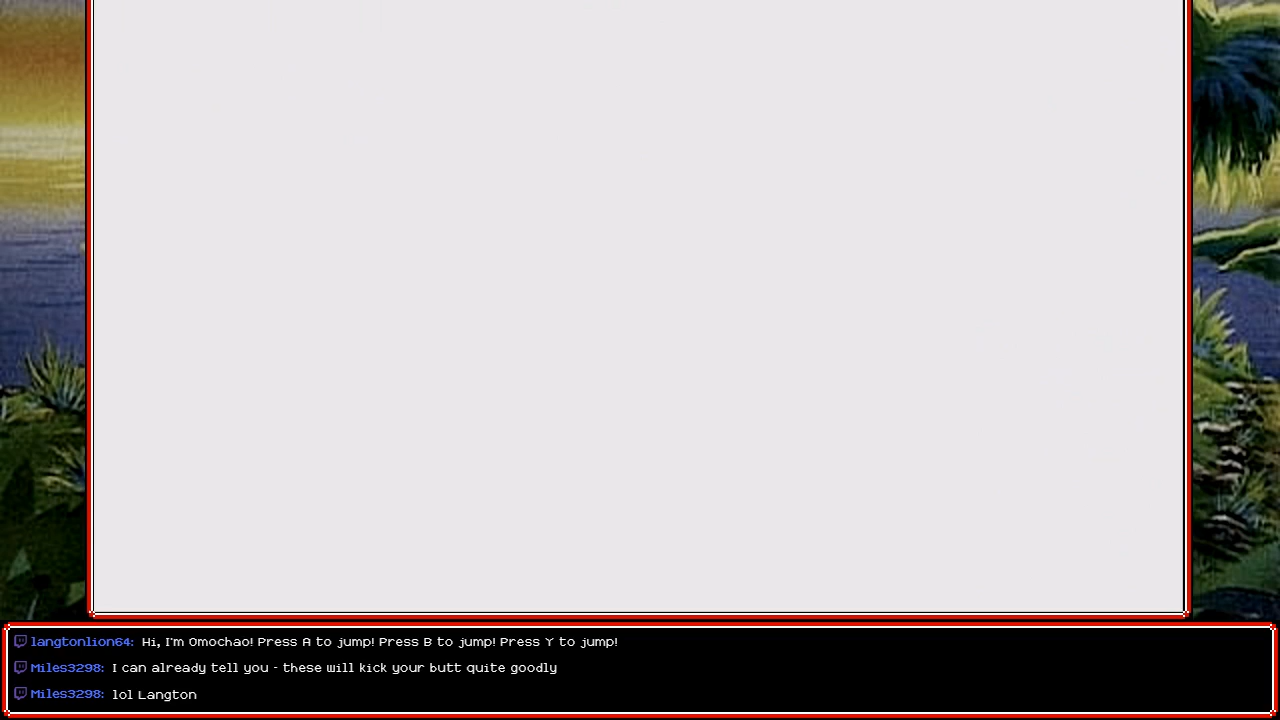 langtonlion64: Hi, I'm Omochao! Press A to jump! Press B to jump! Press Y to jump!
Miles3298: I can already tell you - these will kick your butt quite goodly
Miles3298: lol Langton